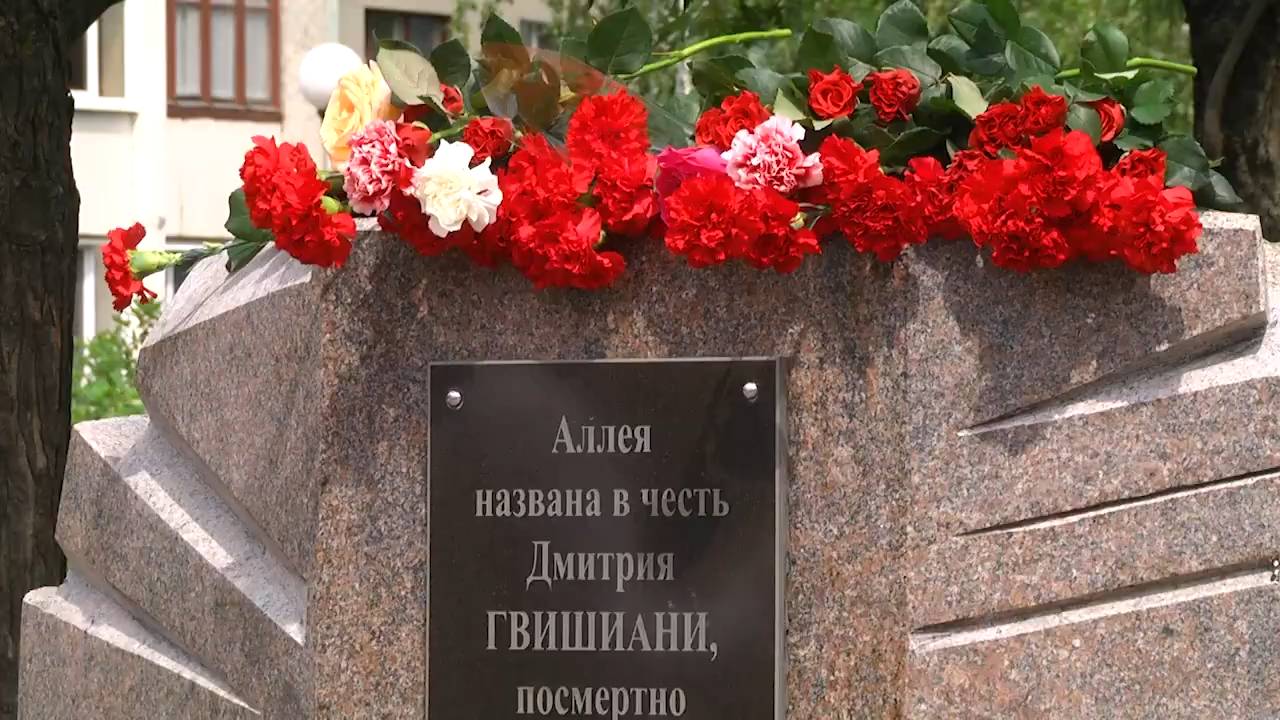 Аллея
названа в честь
Дмитрия
ГВИШИАНИ,
посмертно